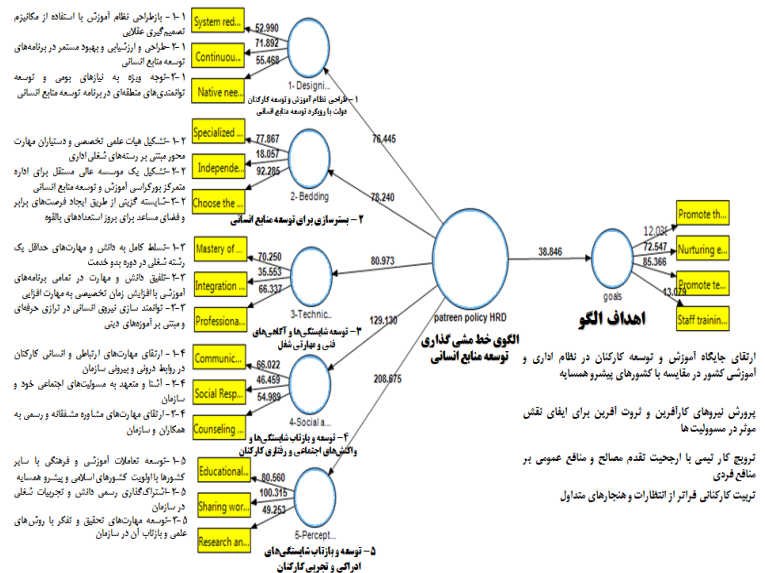 ۱-۱ - بازطراحی نظام آموزش با استفاده از مکانیزم
تصمیم‌گیری عقلایی
۲-۱ - طراحی و ارزشیابی و بهبود مستمر در برنامه‌های
توسعه منابع انسانی
۳-۱-توجه ویژه به نیازهای بومی و توسعه
توانمندی‌های منطقه‌ای در برنامه توسعه منابع انسانی
System red...
Continuou...
Native nee...
52.990
71.892
55.468
1- Designi...
۱ - طراحی نظام آموزش و توسعه کارکنان
دولت با رویکرد توسعه منابع انسانی
76.445
۱-۲ -تشکیل هیات علمی تخصصی و دستیاران مهارت
محور مبتنی بر رسته‌های شغلی اداری
۲-۲ -تشکیل یک موسسه عالی مستقل برای اداره
متمرکز بورکراسی آموزش و توسعه منابع انسانی
۳-۲ -شایسته گزینی از طریق ایجاد فرصت‌های برابر
و فضای مساعد برای بروز استعدادهای بالقوه
Specialized ...
Independe...
Choose the ...
77.867
18.057
92.285
2- Bedding
۲ - بسترسازی برای توسعه منابع انسانی
78.240
۱-۳ - تسلط کامل به دانش و مهارت‌های حداقل یک
رشته شغلی در دوره بدو خدمت
۲-۳ -تلفیق دانش و مهارت در تمامی برنامه‌های
آموزشی با افزایش زمان تخصیصی به مهارت افزایی
۳-۳ - توانمند سازی نیروی انسانی در ترازی حرفه‌ای
و مبتنی بر آموزه‌های دینی
Mastery of ...
Integration ...
Professiona...
70.250
35.553
66.337
3-Technic...
۳ - توسعه شایستگی‌ها و آگاهی‌های
فنی و مهارتی شغل
80.973
۱-۴ - ارتقای مهارت‌های ارتباطی و انسانی کارکنان
در روابط درونی و بیرونی سازمان
۲-۴ - آشنا و متعهد به مسولیت‌های اجتماعی خود و
سازمان
۳-۴ -ارتقای مهارت‌های مشاوره مشفقانه و رسمی به
همکاران و سازمان
Communic...
Social Resp...
Counseling ...
66.022
46.459
54.989
4-Social a...
۴- توسعه و بازتاب شایستگی‌ها و
واکنش‌های اجتماعی و رفتاری کارکنان
129.130
۱-۵ - توسعه تعاملات آموزشی و فرهنگی با سایر
کشورها با اولویت کشورهای اسلامی و پیشرو همسایه
۲-۵ -اشتراک‌گذاری رسمی دانش و تجربیات شغلی
در سازمان
۳-۵ -توسعه مهارت‌های تحقیق و تفکر با روش‌های
علمی و بازتاب آن در سازمان
Educational...
Sharing wor...
Research an...
80.560
100.315
49.253
5-Percept...
۵ - توسعه و بازتاب شایستگی‌های
ادراکی و تجربی کارکنان
208.675
patreen policy HRD
الگوی خط مشی گذاری
توسعه منابع انسانی
38.846
goals
اهداف الگو
12.039
72.547
85.366
13.079
Promote th...
Nurturing e...
Promote te...
Staff trainin...
ارتقای جایگاه آموزش و توسعه کارکنان در نظام اداری و
آموزشی کشور در مقایسه با کشورهای پیشرو همسایه
پرورش نیروهای کارآفرین و ثروت آفرین برای ایفای نقش
موثر در مسوولیت‌ها
ترویج کار تیمی با ارجحیت تقدم مصالح و منافع عمومی بر
منافع فردی
تربیت کارکنانی فراتر از انتظارات و هنجارهای متداول